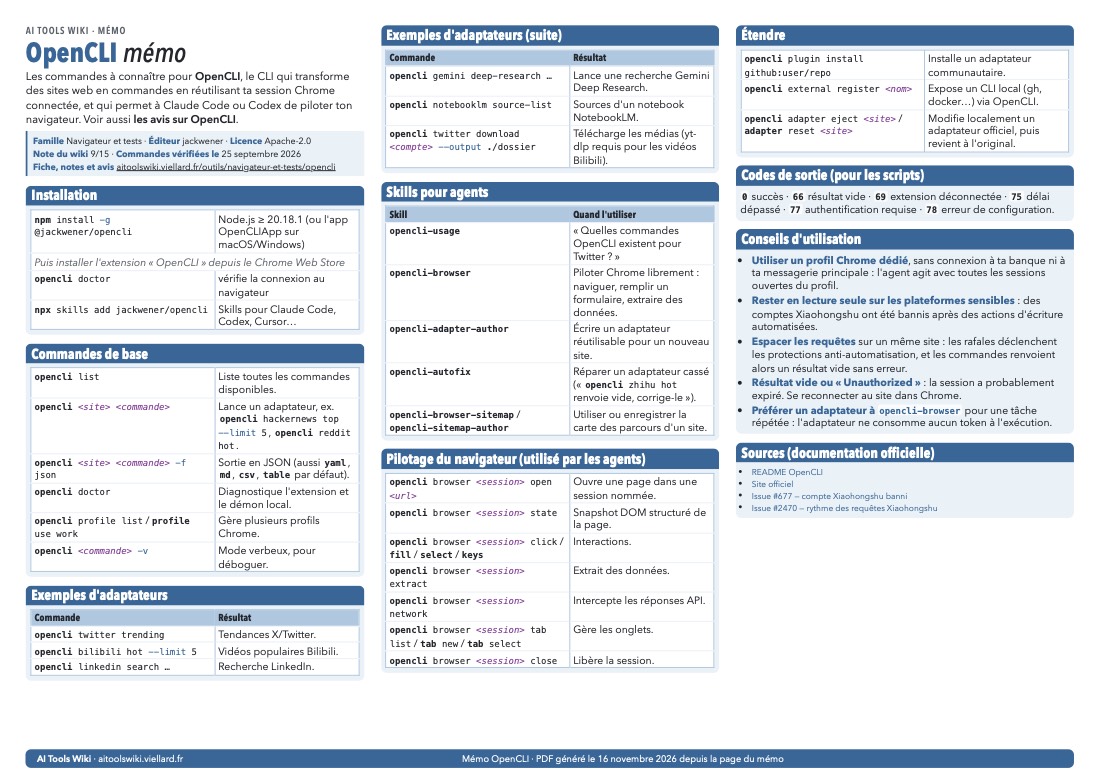 AI TOOLS WIKI · MÉMO
OpenCLI mémo
Les commandes à connaître pour OpenCLI, le CLI qui transforme
des sites web en commandes en réutilisant ta session Chrome
connectée, et qui permet à Claude Code ou Codex de piloter ton
navigateur. Voir aussi les avis sur OpenCLI.
Famille Navigateur et tests · Éditeur jackwener · Licence Apache-2.0
Note du wiki 9/15 · Commandes vérifiées le 25 septembre 2026
Fiche, notes et avis aitoolswiki.viellard.fr/outils/navigateur-et-tests/opencli
Installation
npm install -g
@jackwener/opencli
Node.js ≥ 20.18.1 (ou l'app
OpenCLIApp sur
macOS/Windows)
Puis installer l'extension « OpenCLI » depuis le Chrome Web Store
opencli doctor
vérifie la connexion au
navigateur
npx skills add jackwener/opencli
Skills pour Claude Code,
Codex, Cursor…
Commandes de base
opencli list
Liste toutes les commandes
disponibles.
opencli <site> <commande>
Lance un adaptateur, ex.
opencli hackernews top
--limit 5, opencli reddit
hot.
opencli <site> <commande> -f
json
Sortie en JSON (aussi yaml,
md, csv, table par défaut).
opencli doctor
Diagnostique l'extension et
le démon local.
opencli profile list / profile
use work
Gère plusieurs profils
Chrome.
opencli <commande> -v
Mode verbeux, pour
déboguer.
Exemples d'adaptateurs
Commande
Résultat
opencli twitter trending
Tendances X/Twitter.
opencli bilibili hot --limit 5
Vidéos populaires Bilibili.
opencli linkedin search …
Recherche LinkedIn.
Exemples d'adaptateurs (suite)
Commande
Résultat
opencli gemini deep-research …
Lance une recherche Gemini
Deep Research.
opencli notebooklm source-list
Sources d'un notebook
NotebookLM.
opencli twitter download
<compte> --output ./dossier
Télécharge les médias (yt-
dlp requis pour les vidéos
Bilibili).
Skills pour agents
Skill
Quand l'utiliser
opencli-usage
« Quelles commandes
OpenCLI existent pour
Twitter ? »
opencli-browser
Piloter Chrome librement :
naviguer, remplir un
formulaire, extraire des
données.
opencli-adapter-author
Écrire un adaptateur
réutilisable pour un nouveau
site.
opencli-autofix
Réparer un adaptateur cassé
(« opencli zhihu hot
renvoie vide, corrige-le »).
opencli-browser-sitemap /
opencli-sitemap-author
Utiliser ou enregistrer la
carte des parcours d'un site.
Pilotage du navigateur (utilisé par les agents)
opencli browser <session> open
<url>
Ouvre une page dans une
session nommée.
opencli browser <session> state
Snapshot DOM structuré de
la page.
opencli browser <session> click /
fill / select / keys
Interactions.
opencli browser <session>
extract
Extrait des données.
opencli browser <session>
network
Intercepte les réponses API.
opencli browser <session> tab
list / tab new / tab select
Gère les onglets.
opencli browser <session> close
Libère la session.
Étendre
opencli plugin install
github:user/repo
Installe un adaptateur
communautaire.
opencli external register <nom>
Expose un CLI local (gh,
docker…) via OpenCLI.
opencli adapter eject <site> /
adapter reset <site>
Modifie localement un
adaptateur officiel, puis
revient à l'original.
Codes de sortie (pour les scripts)
0 succès · 66 résultat vide · 69 extension déconnectée · 75 délai
dépassé · 77 authentification requise · 78 erreur de configuration.
Conseils d'utilisation
• Utiliser un profil Chrome dédié, sans connexion à ta banque ni à
ta messagerie principale : l'agent agit avec toutes les sessions
ouvertes du profil.
• Rester en lecture seule sur les plateformes sensibles : des
comptes Xiaohongshu ont été bannis après des actions d'écriture
automatisées.
• Espacer les requêtes sur un même site : les rafales déclenchent
les protections anti-automatisation, et les commandes renvoient
alors un résultat vide sans erreur.
• Résultat vide ou « Unauthorized » : la session a probablement
expiré. Se reconnecter au site dans Chrome.
• Préférer un adaptateur à opencli-browser pour une tâche
répétée : l'adaptateur ne consomme aucun token à l'exécution.
Sources (documentation officielle)
• README OpenCLI
• Site officiel
• Issue #677 – compte Xiaohongshu banni
• Issue #2470 – rythme des requêtes Xiaohongshu
AI Tools Wiki · aitoolswiki.viellard.fr
Mémo OpenCLI · PDF généré le 16 novembre 2026 depuis la page du mémo